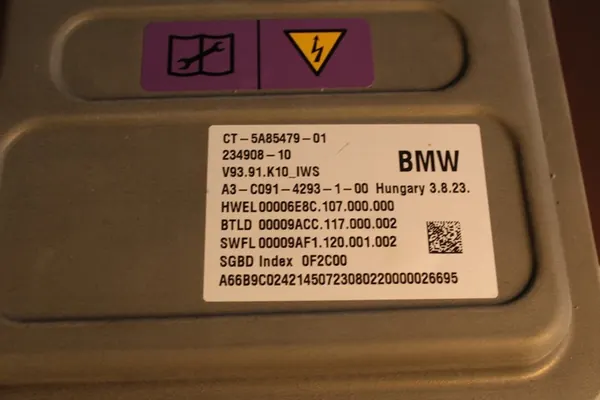 CT-5A85479-01
234908-10
BMW
V93.91.K10_IWS
A3-C091-4293-1-00 Hungary 3.8.23.
HWEL 00006E8C.107.000.000
BTLD 00009ACC.117.000.002
SWFL 00009AF1.120.001.002
SGBD Index 0F2C00
A66B9C02421450723080220000026695